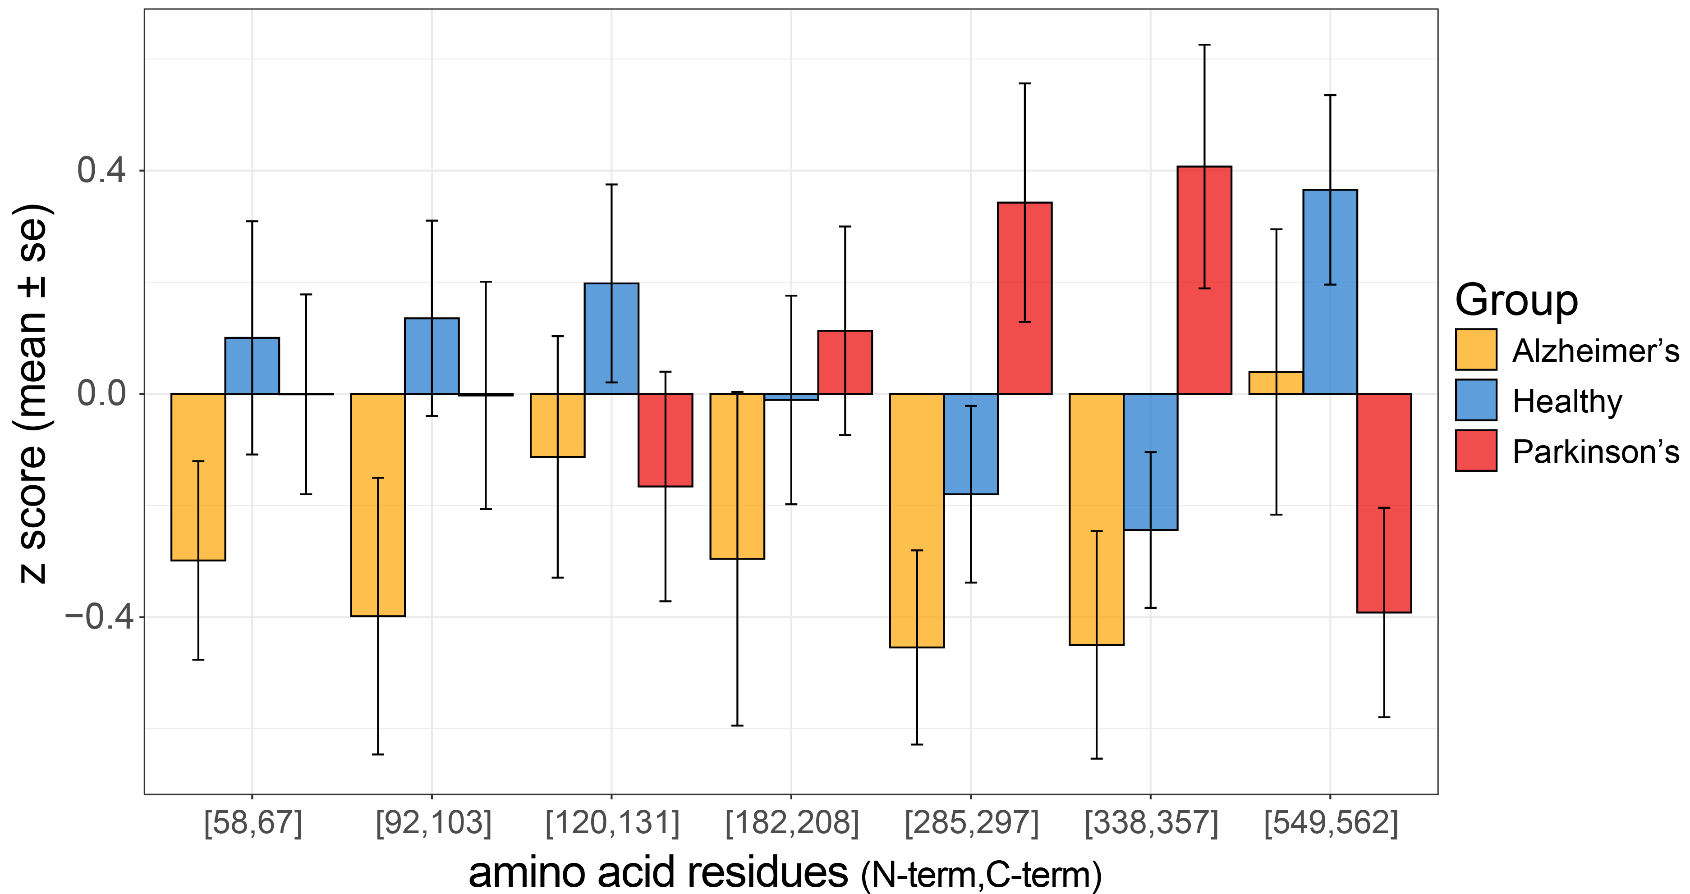 z score (mean ± se)
0.4
0.0
−0.4
[58,67] [92,103] [120,131] [182,208] [285,297] [338,357] [549,562]
amino acid residues (N-term,C-term)
Group
Alzheimer’s
Healthy
Parkinson’s